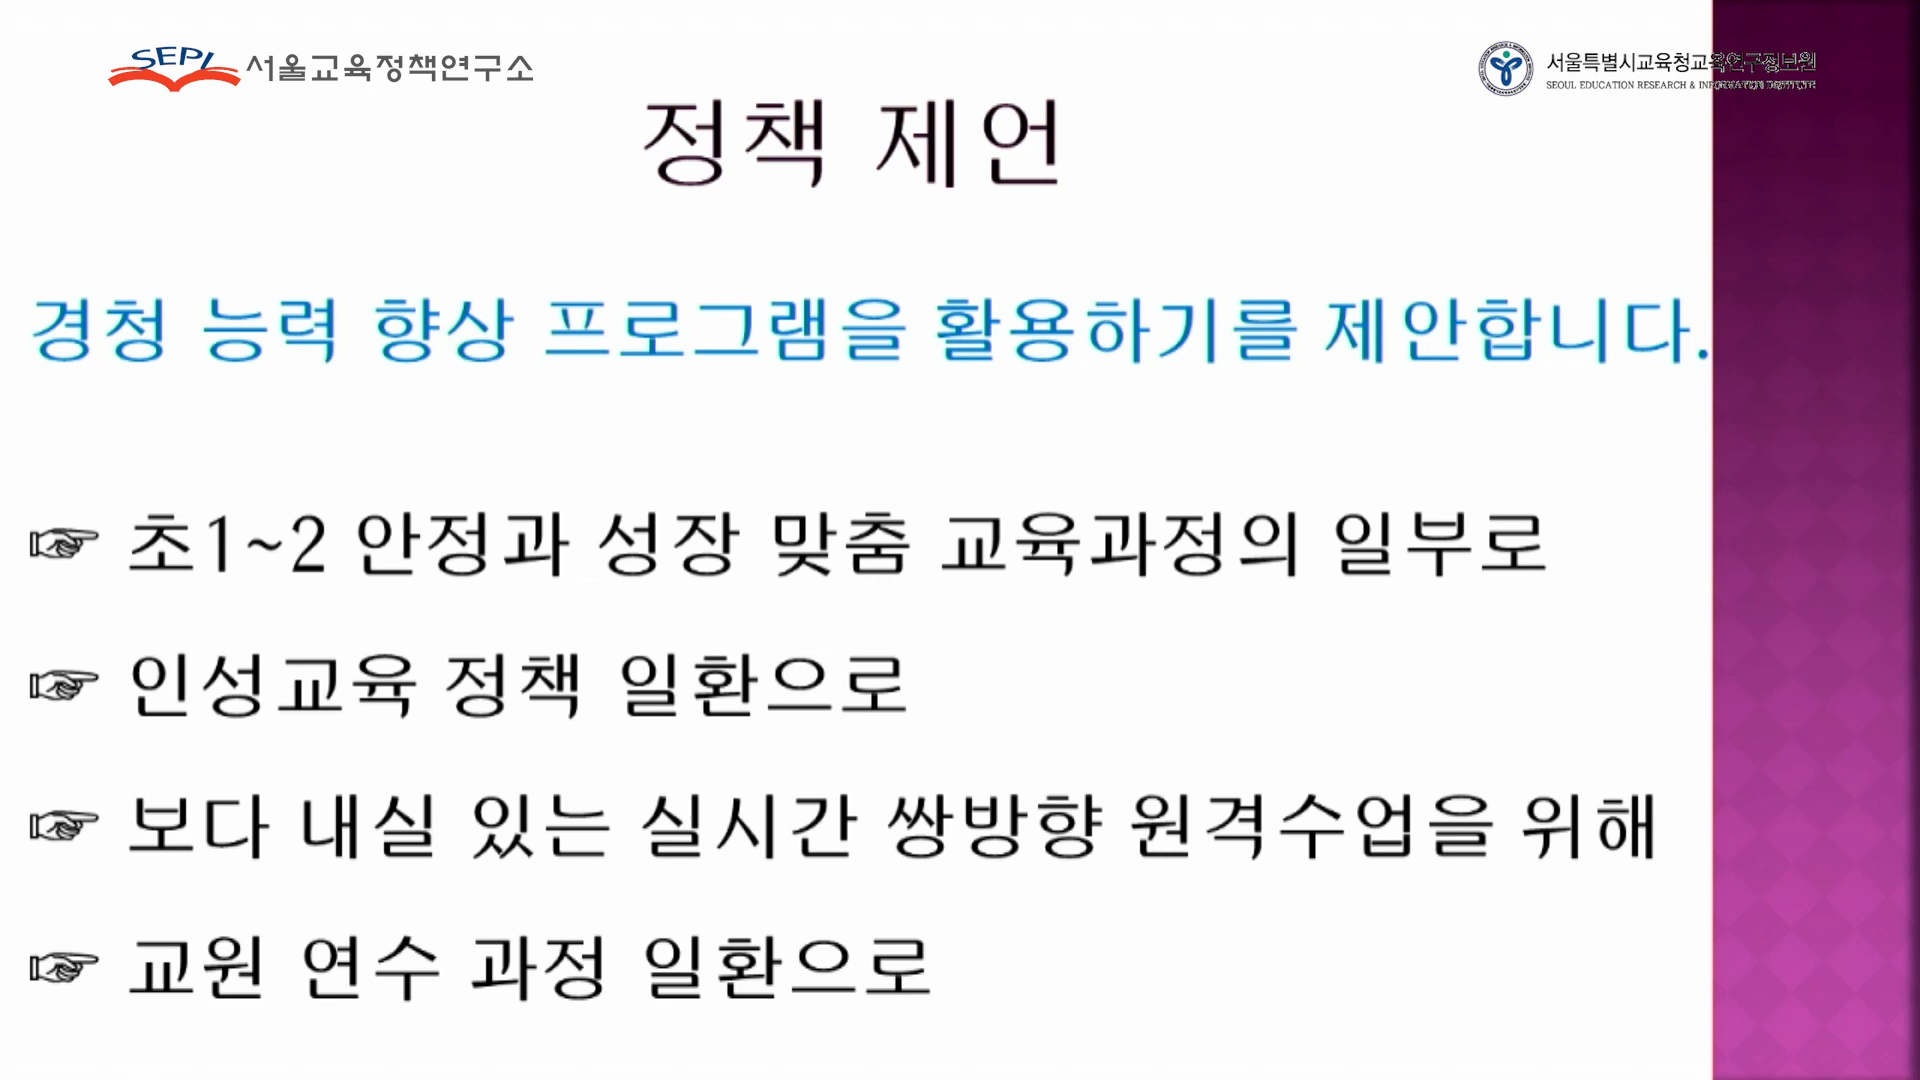 SEPI 서울교육정책연구소
서울특별시교육청교육연구정보원
SEOUL EDUCATION RESEARCH & INFORMATION INSTITUTE
정책 제언
경청 능력 향상 프로그램을 활용하기를 제안합니다.
☞ 초1~2 안정과 성장 맞춤 교육과정의 일부로
☞ 인성교육 정책 일환으로
☞ 보다 내실 있는 실시간 쌍방향 원격수업을 위해
☞ 교원 연수 과정 일환으로